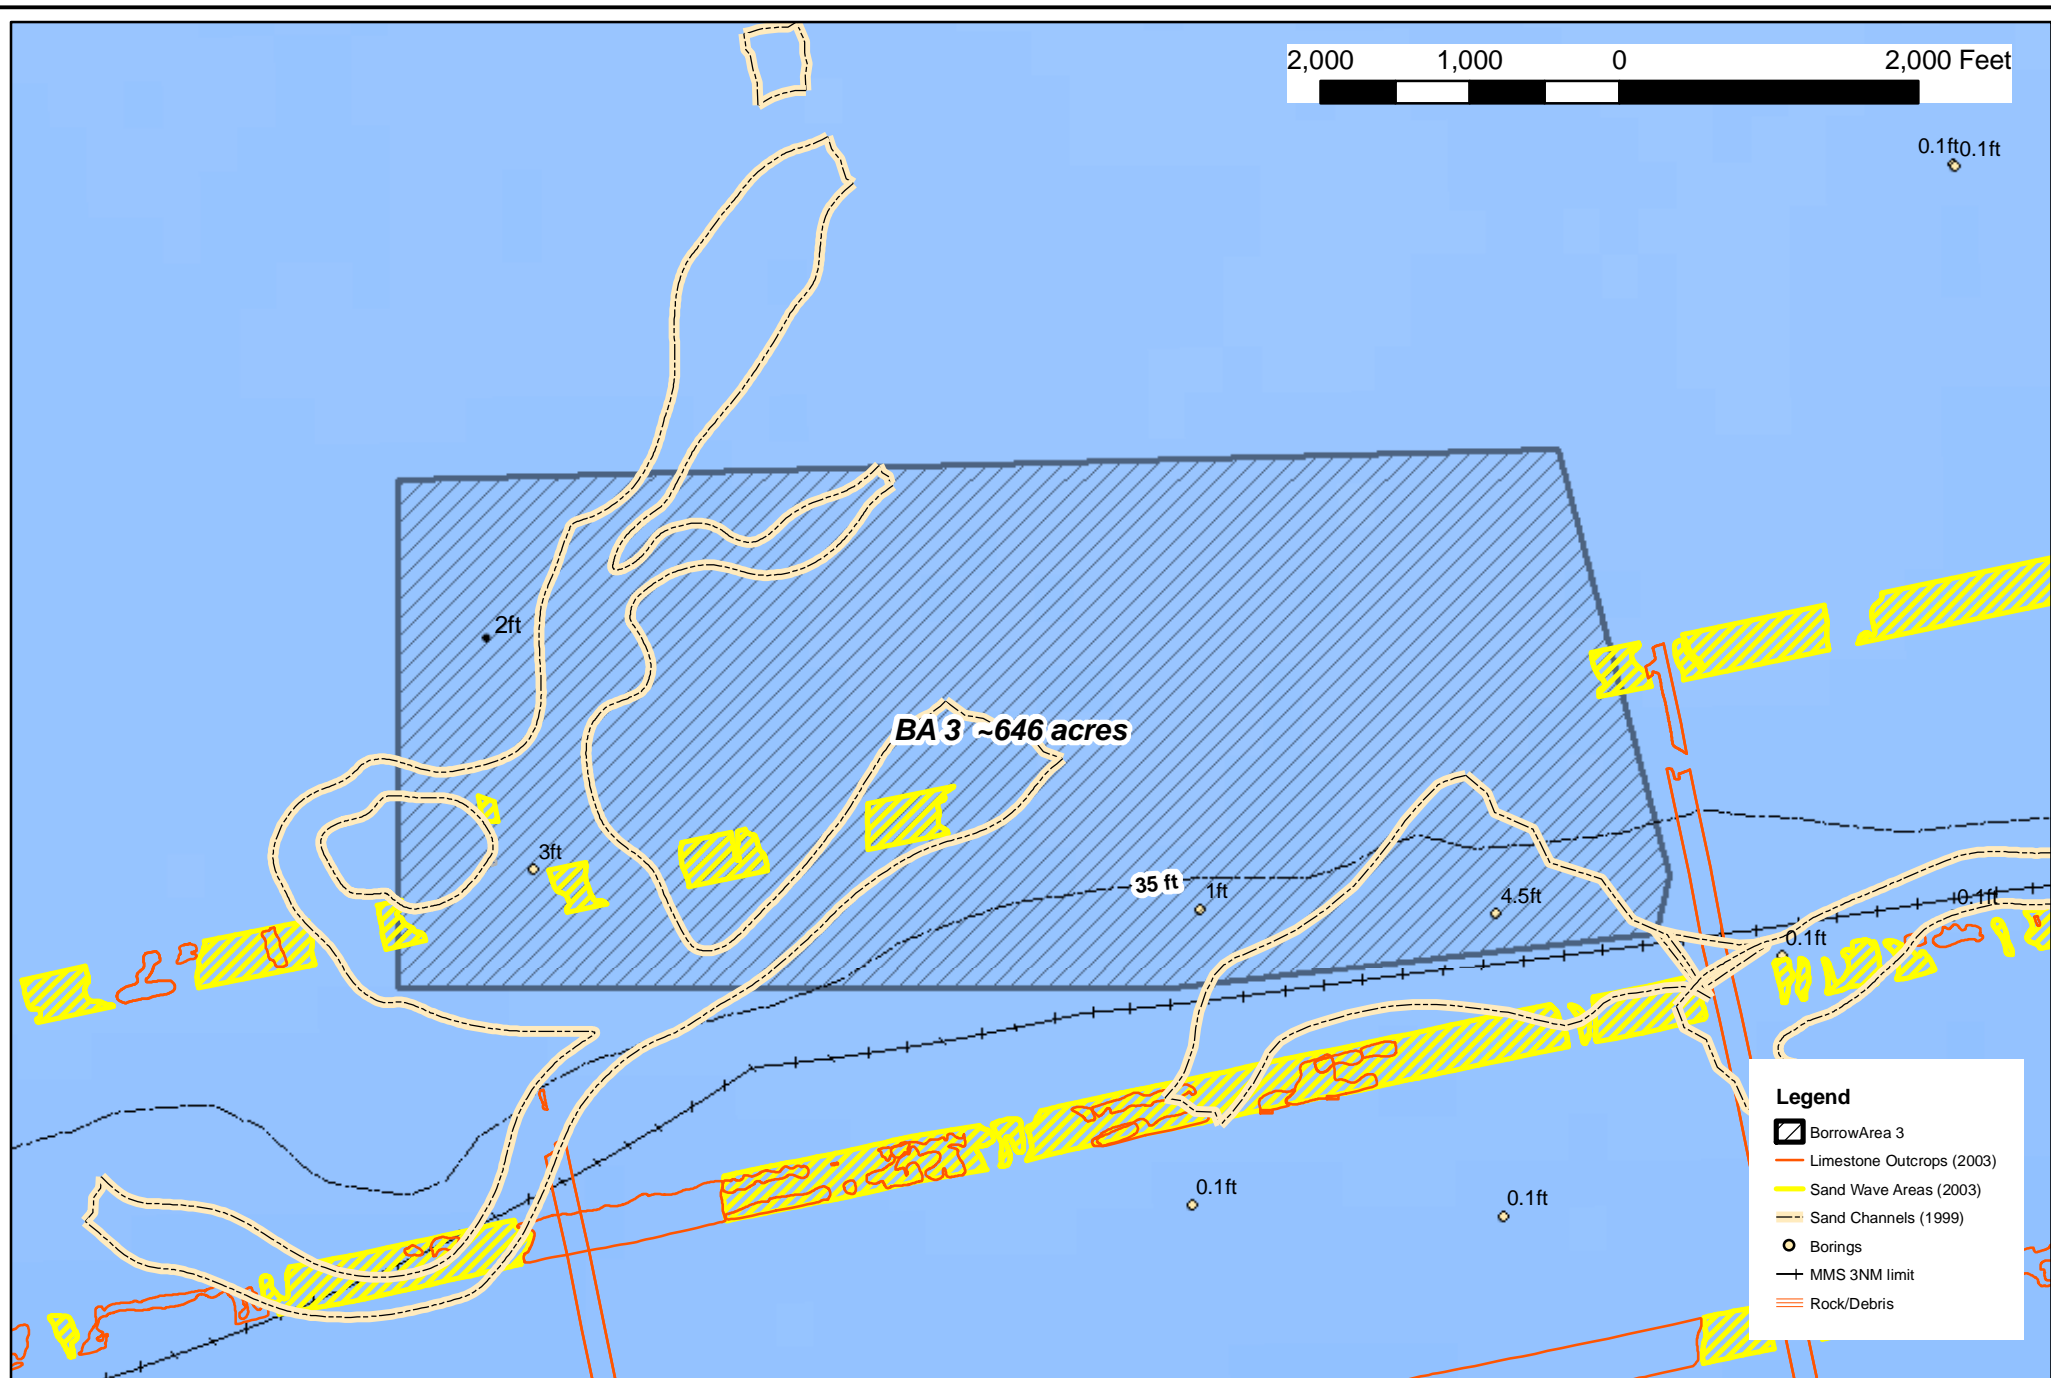 2,000 1,000 0 2,000 Feet
0.1ft 0.1ft
2ft
BA 3 ~646 acres
3ft
35 ft
1ft
4.5ft
0.1ft
0.1ft
0.1ft
0.1ft
Legend
BorrowArea 3
Limestone Outcrops (2003)
Sand Wave Areas (2003)
Sand Channels (1999)
Borings
MMS 3NM limit
Rock/Debris